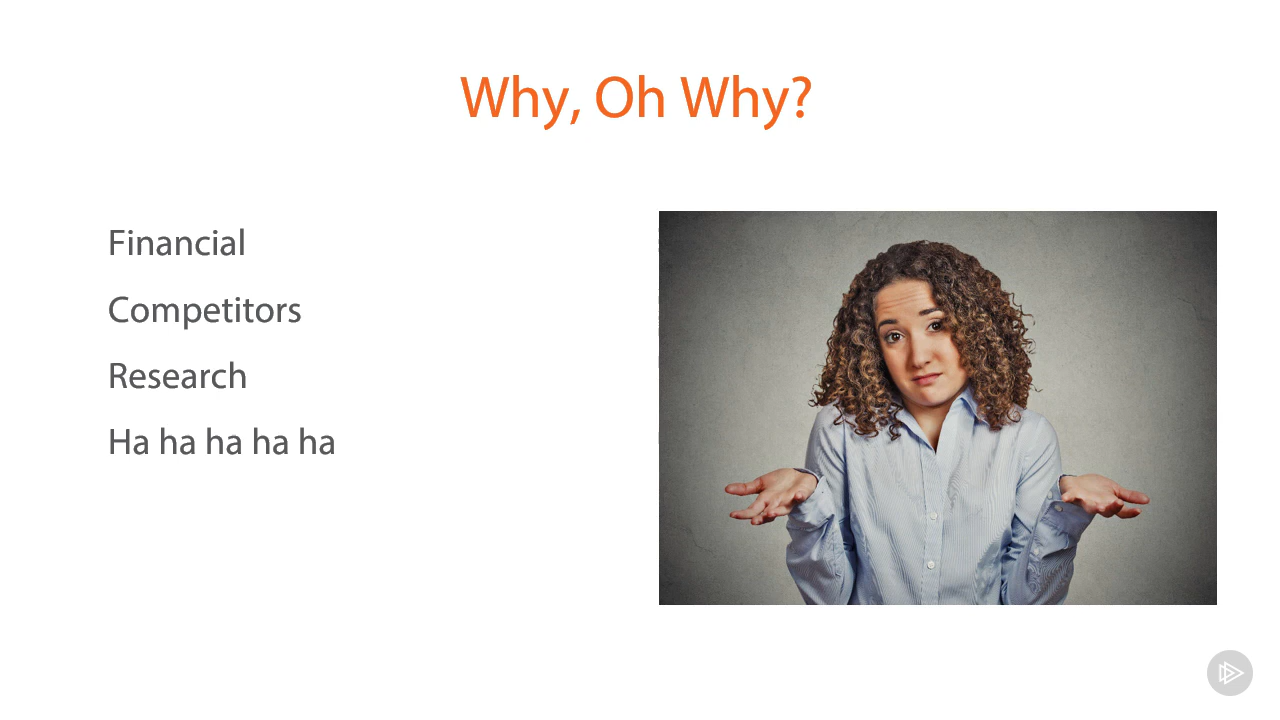 Why, Oh Why?
Financial
Competitors
Research
Ha ha ha ha ha